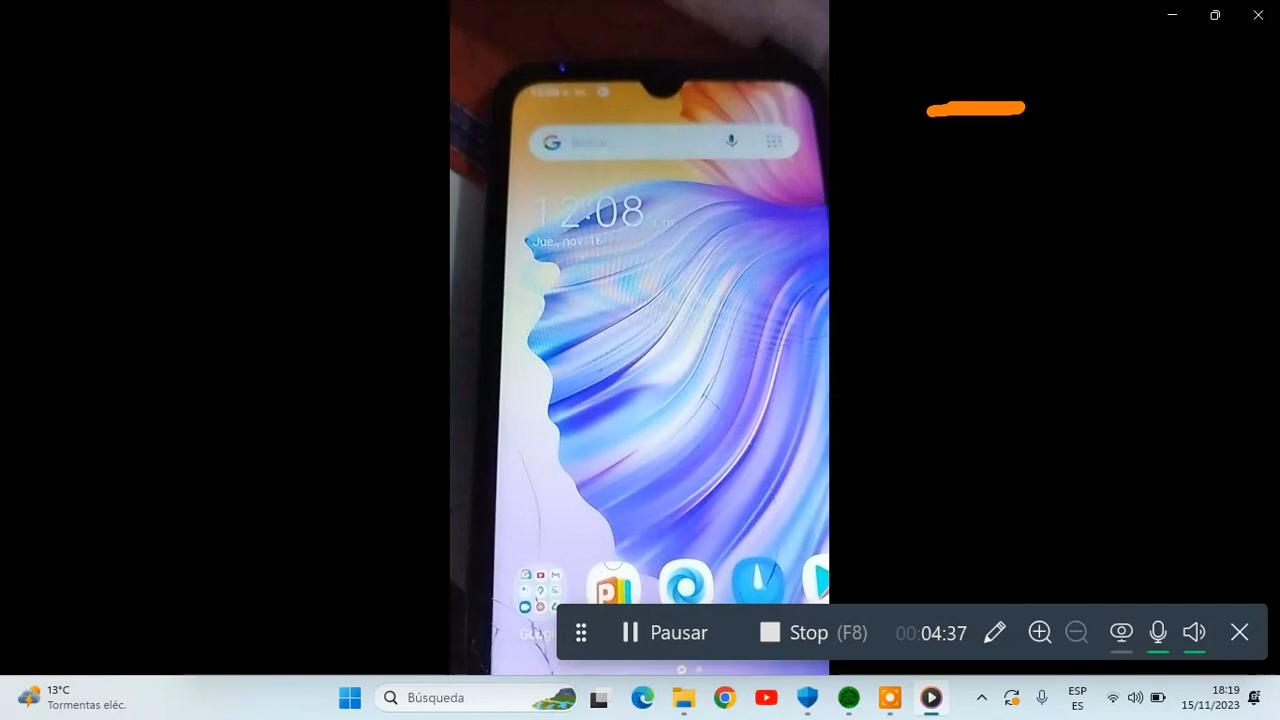 12:08
Jue., nov. 16
Pausar
Stop (F8)
00:04:37
13°C
Tormentas eléc.
Búsqueda
ESP
ES
18:19
15/11/2023